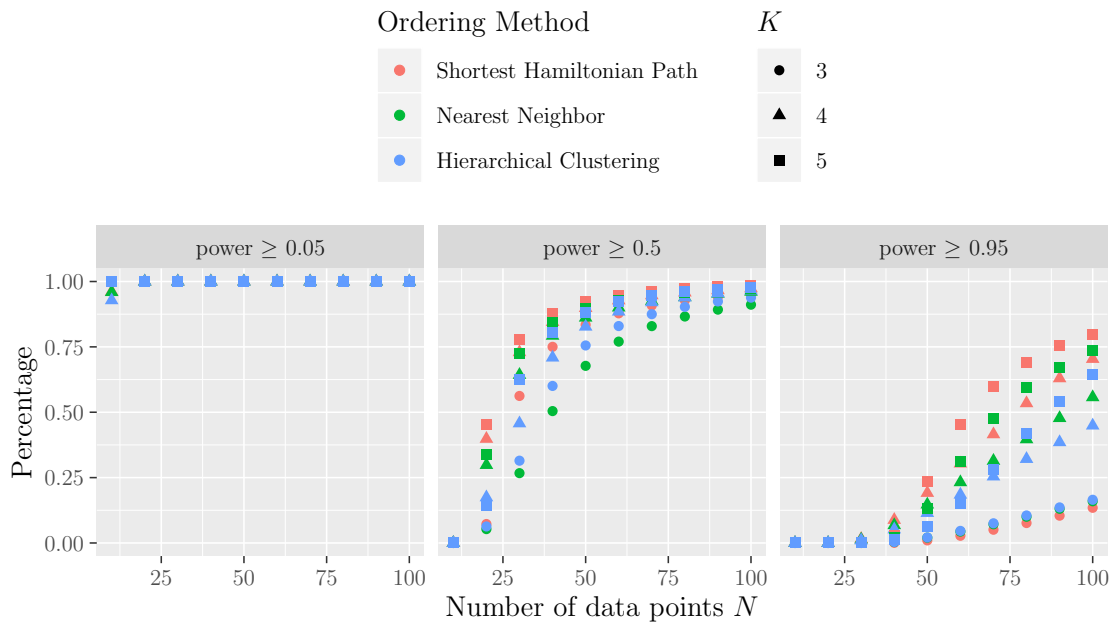 Ordering Method
Shortest Hamiltonian Path
Nearest Neighbor
Hierarchical Clustering
K
3
4
5
power ≥ 0.05
power ≥ 0.5
power ≥ 0.95
Percentage
1.00
0.75
0.50
0.25
0.00
25
50
75
100
25
50
75
100
25
50
75
100
Number of data points N